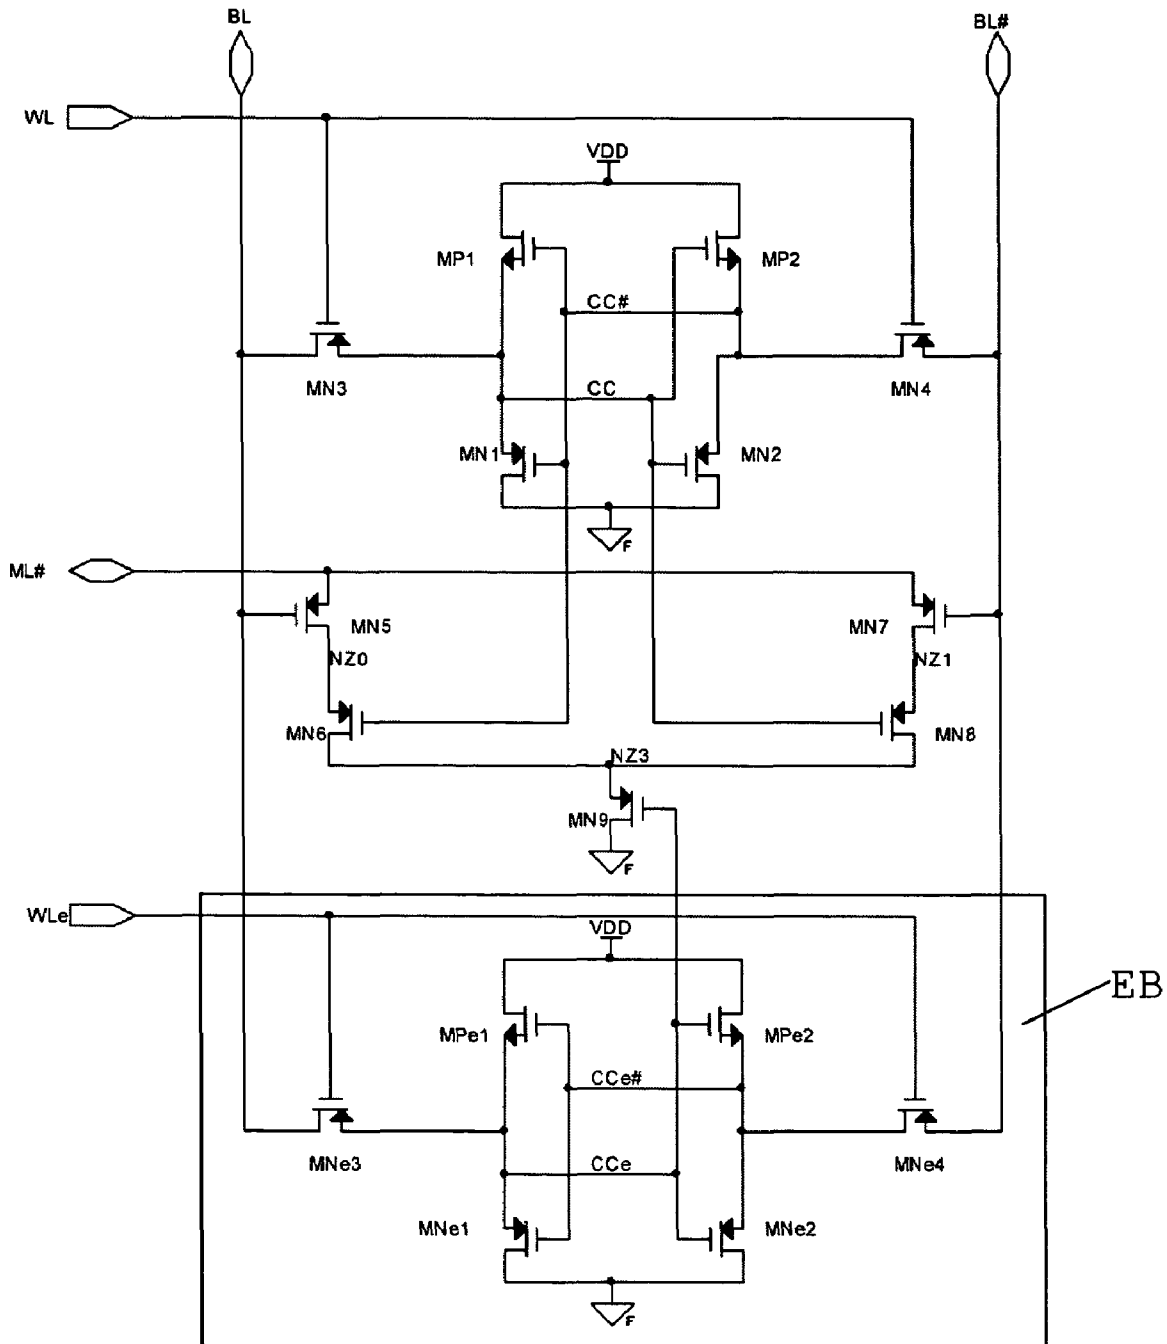 BL
BL#
WL
VDD
MP1
MP2
CC#
MN3
CC
MN4
MN1
MN2
F
ML#
MN5
MN7
NZ0
NZ1
MN6
MN8
NZ3
MN9
F
WLe
VDD
EB
MPe1
MPe2
CCe#
MNe3
CCe
MNe4
MNe1
MNe2
F